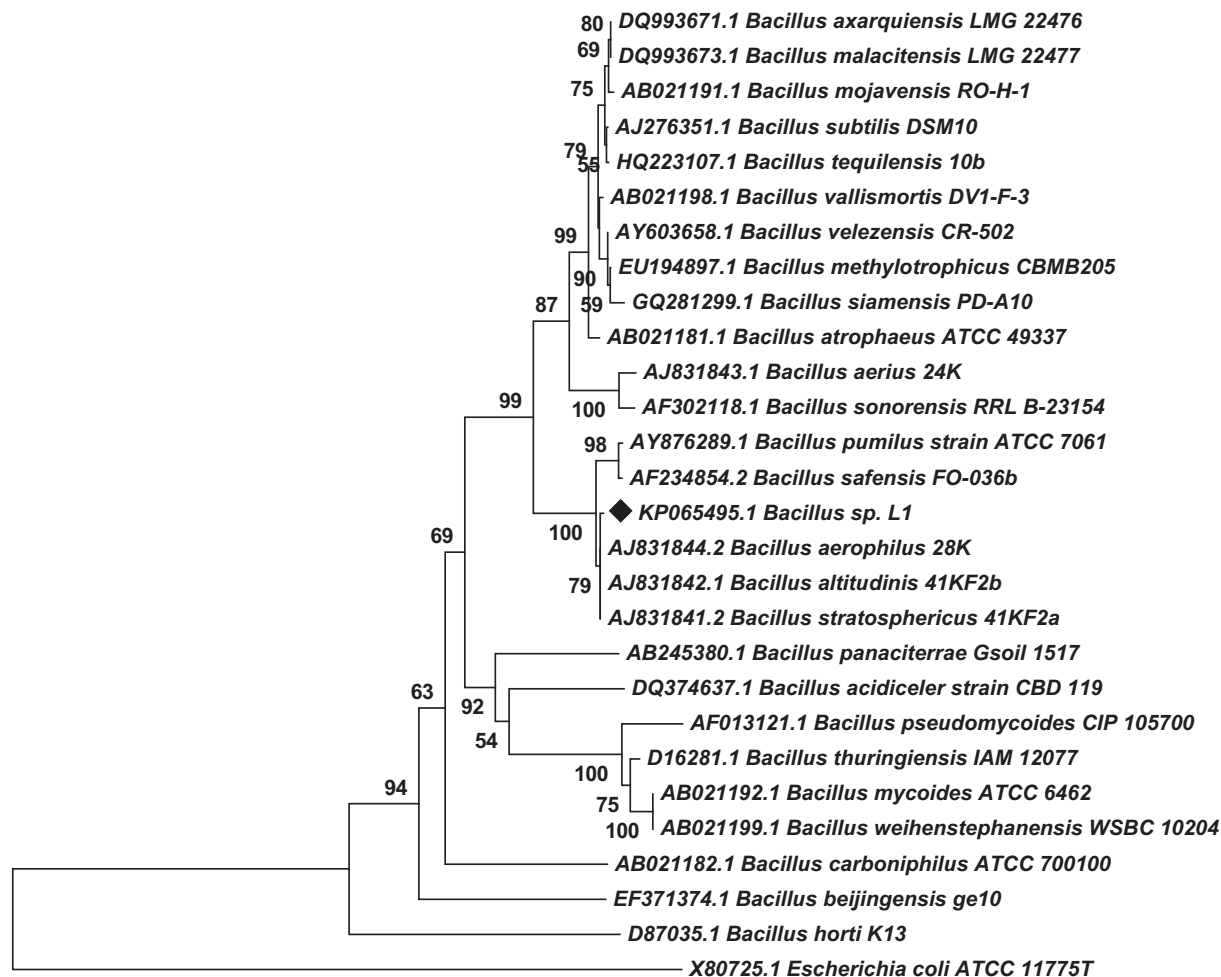 80
DQ993671.1 Bacillus axarquiensis LMG 22476
69
DQ993673.1 Bacillus malacitensis LMG 22477
75
AB021191.1 Bacillus mojavensis RO-H-1
AJ276351.1 Bacillus subtilis DSM10
79
55
HQ223107.1 Bacillus tequilensis 10b
AB021198.1 Bacillus vallismortis DV1-F-3
99
AY603658.1 Bacillus velezensis CR-502
90
EU194897.1 Bacillus methylotrophicus CBMB205
87
59
GQ281299.1 Bacillus siamensis PD-A10
AB021181.1 Bacillus atrophaeus ATCC 49337
AJ831843.1 Bacillus aerius 24K
99
100
AF302118.1 Bacillus sonorensis RRL B-23154
98
AY876289.1 Bacillus pumilus strain ATCC 7061
AF234854.2 Bacillus safensis FO-036b
KP065495.1 Bacillus sp. L1
100
69
AJ831844.2 Bacillus aerophilus 28K
79
AJ831842.1 Bacillus altitudinis 41KF2b
AJ831841.2 Bacillus stratosphericus 41KF2a
AB245380.1 Bacillus panaciterrae Gsoil 1517
63
92
DQ374637.1 Bacillus acidiceler strain CBD 119
54
AF013121.1 Bacillus pseudomycoides CIP 105700
100
D16281.1 Bacillus thuringiensis IAM 12077
94
75
AB021192.1 Bacillus mycoides ATCC 6462
100
AB021199.1 Bacillus weihenstephanensis WSBC 10204
AB021182.1 Bacillus carboniphilus ATCC 700100
EF371374.1 Bacillus beijingensis ge10
D87035.1 Bacillus horti K13
X80725.1 Escherichia coli ATCC 11775T